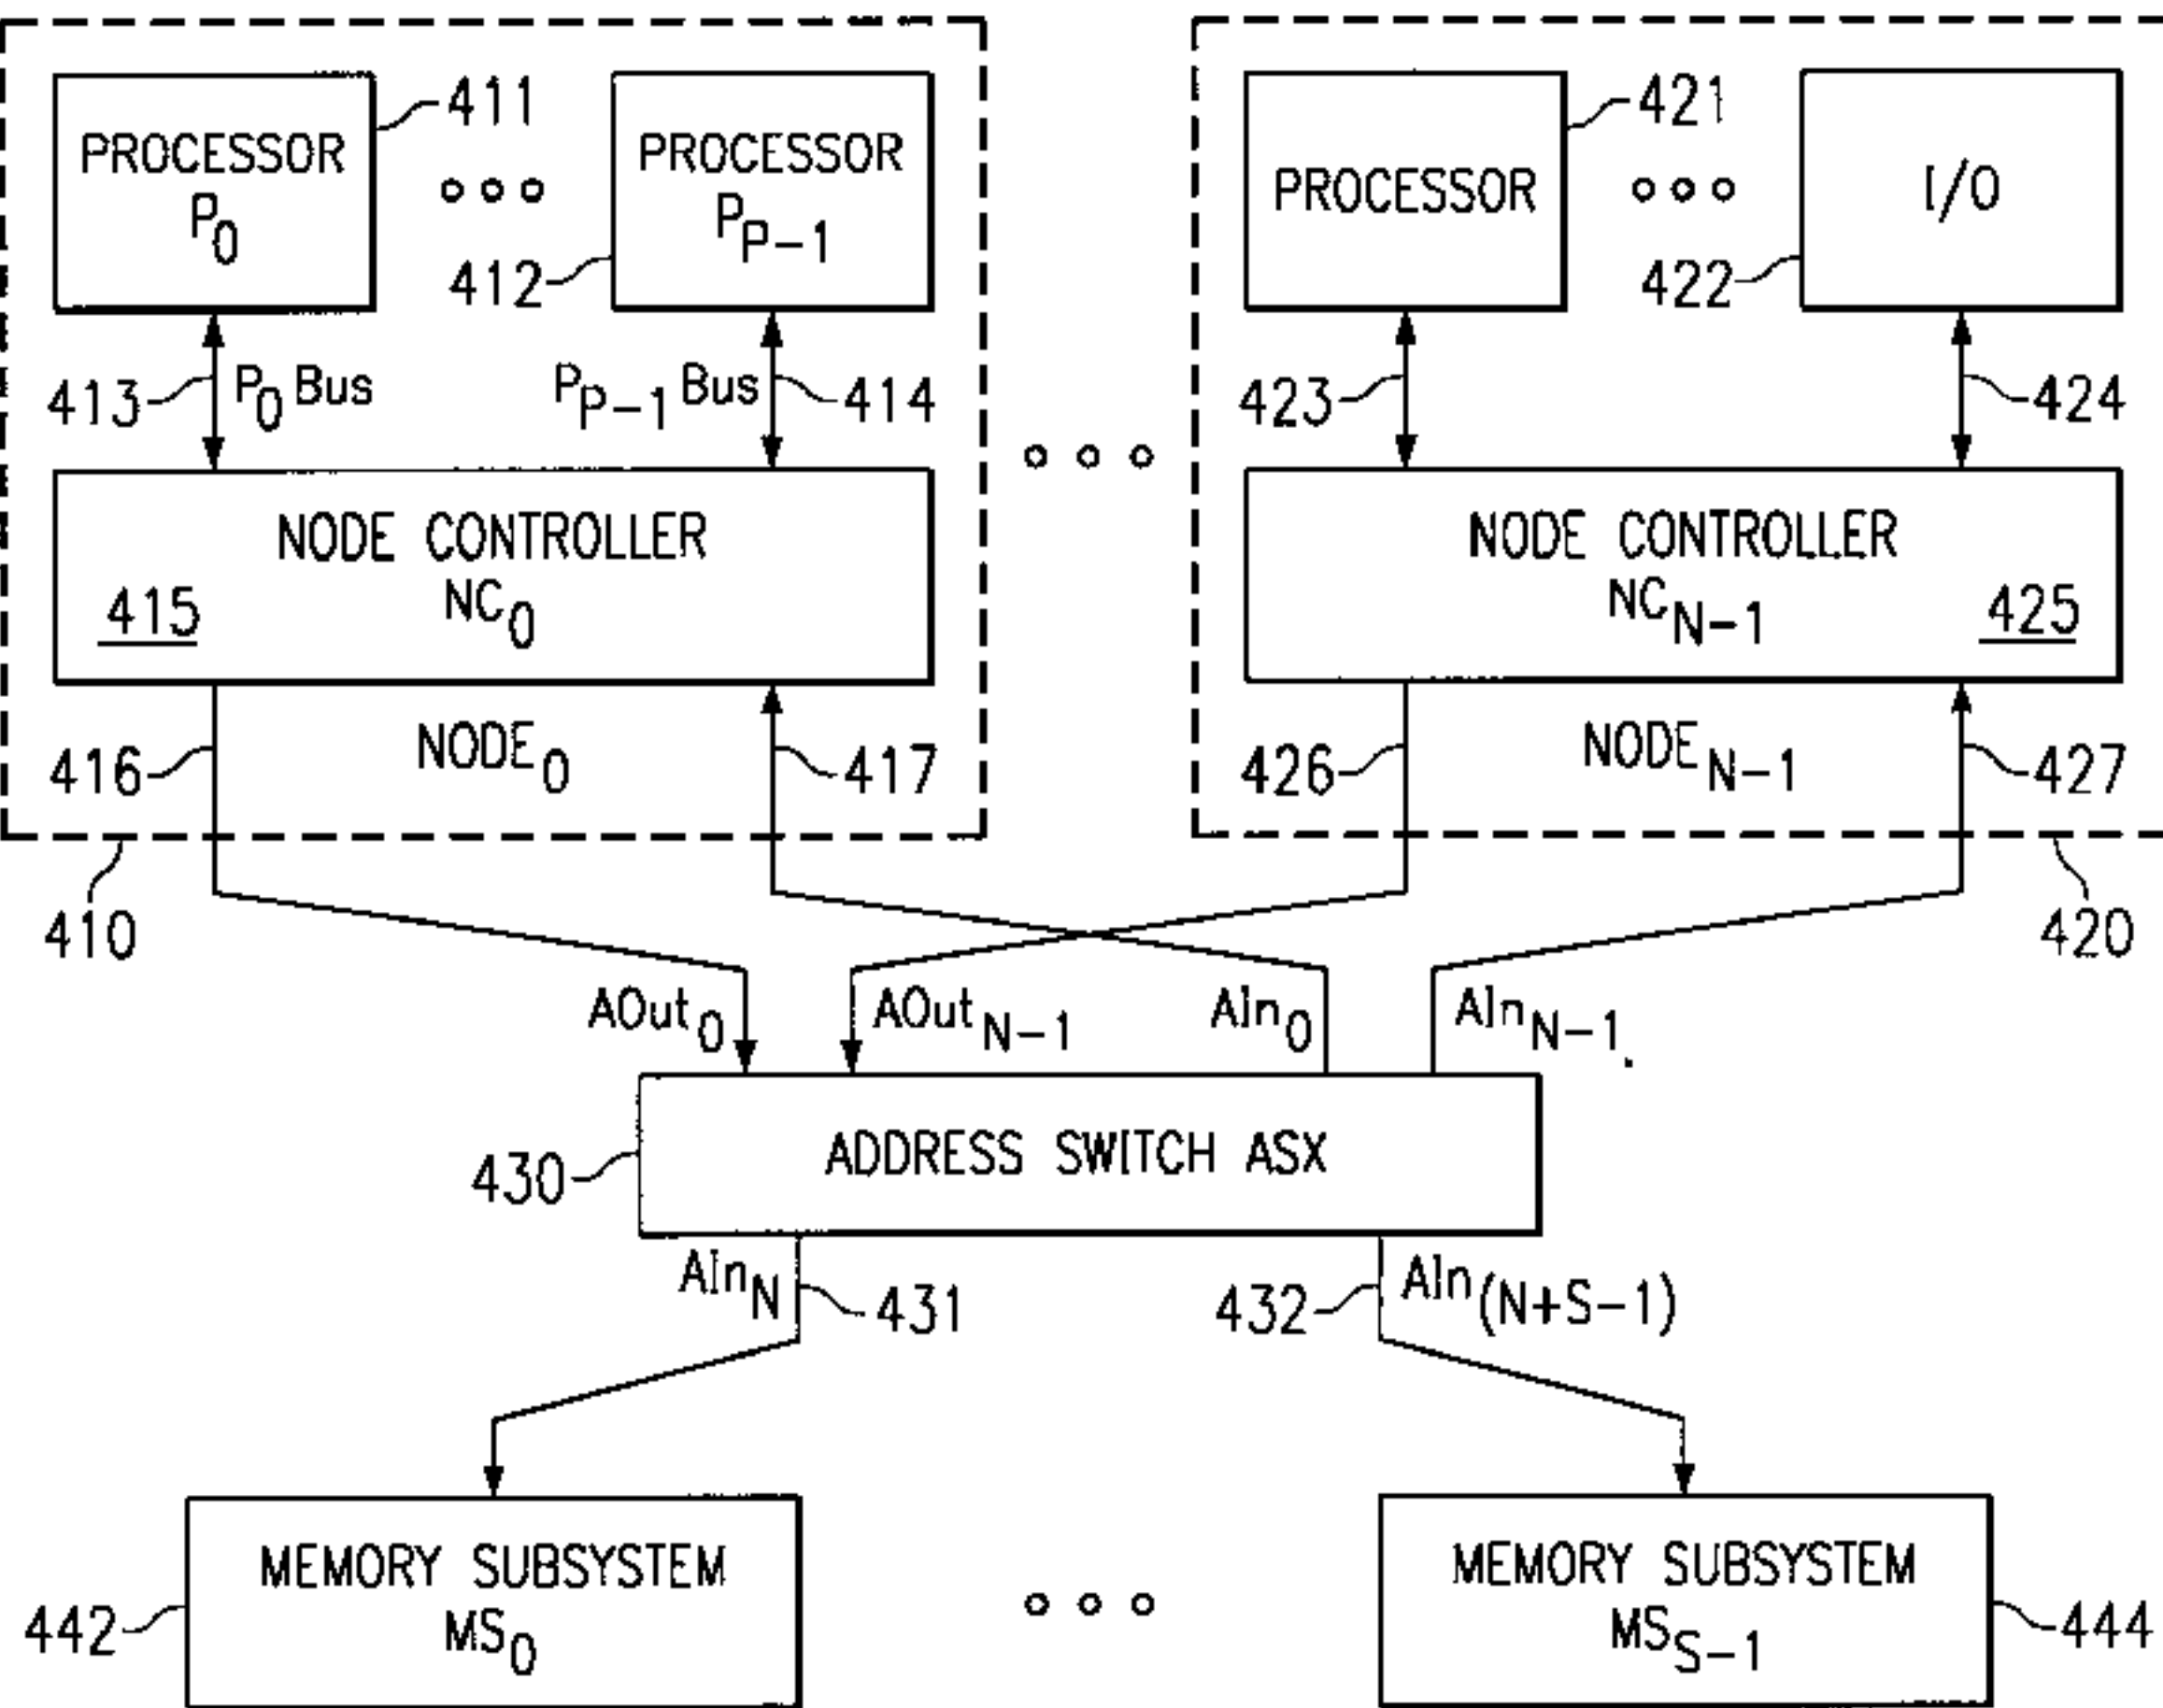 PROCESSOR
P0
411
412
PROCESSOR
PP-1
PROCESSOR
421
422
I/O
413
P0 Bus
PP-1 Bus
414
423
424
NODE CONTROLLER
NC0
415
NODE CONTROLLER
NCN-1
425
416
NODE0
417
426
NODEN-1
427
410
420
AOut0
AOutN-1
AIn0
AInN-1
430
ADDRESS SWITCH ASX
AInN
431
432
AIn(N+S-1)
442
MEMORY SUBSYSTEM
MS0
MEMORY SUBSYSTEM
MSS-1
444